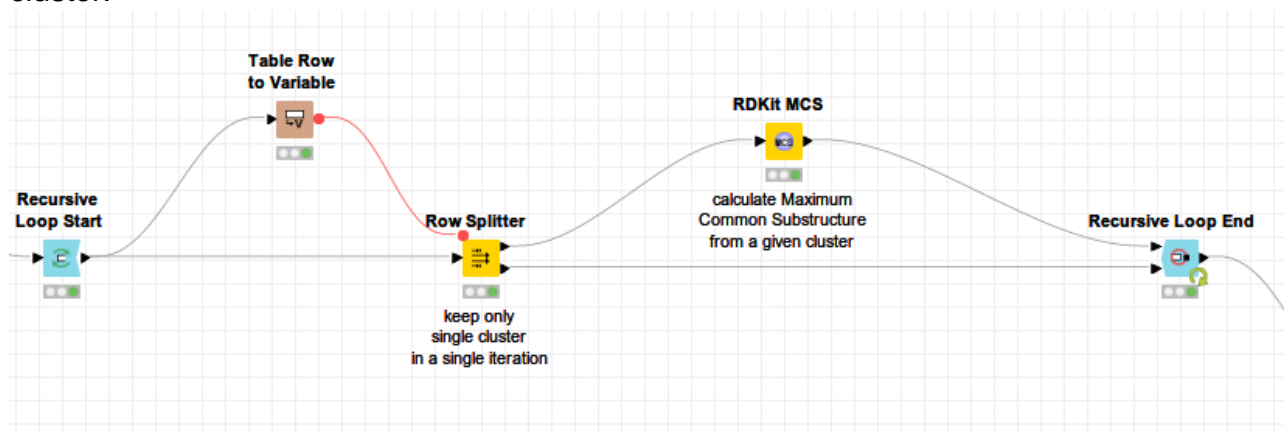 Table Row
to Variable
RDKit MCS
calculate Maximum
Common Substructure
from a given cluster
Recursive
Loop Start
Row Splitter
keep only
single cluster
in a single iteration
Recursive Loop End